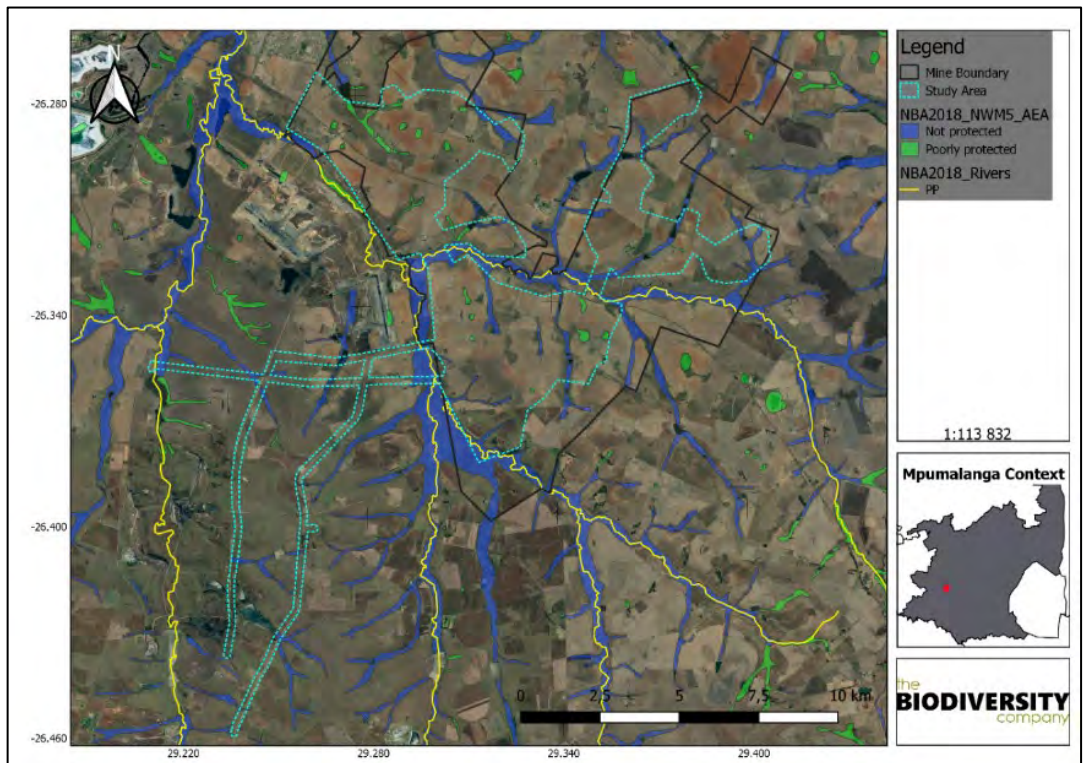 N
-26.280
-26.340
-26.400
-26.460
29.220
29.280
29.340
29.400
0
2,5
5
7,5
10 km
Legend
Mine Boundary
Study Area
NBA2018_NWM5_AEA
Not protected
Poorly protected
NBA2018_Rivers
PP
1:113 832
Mpumalanga Context
the
BIODIVERSITY
company